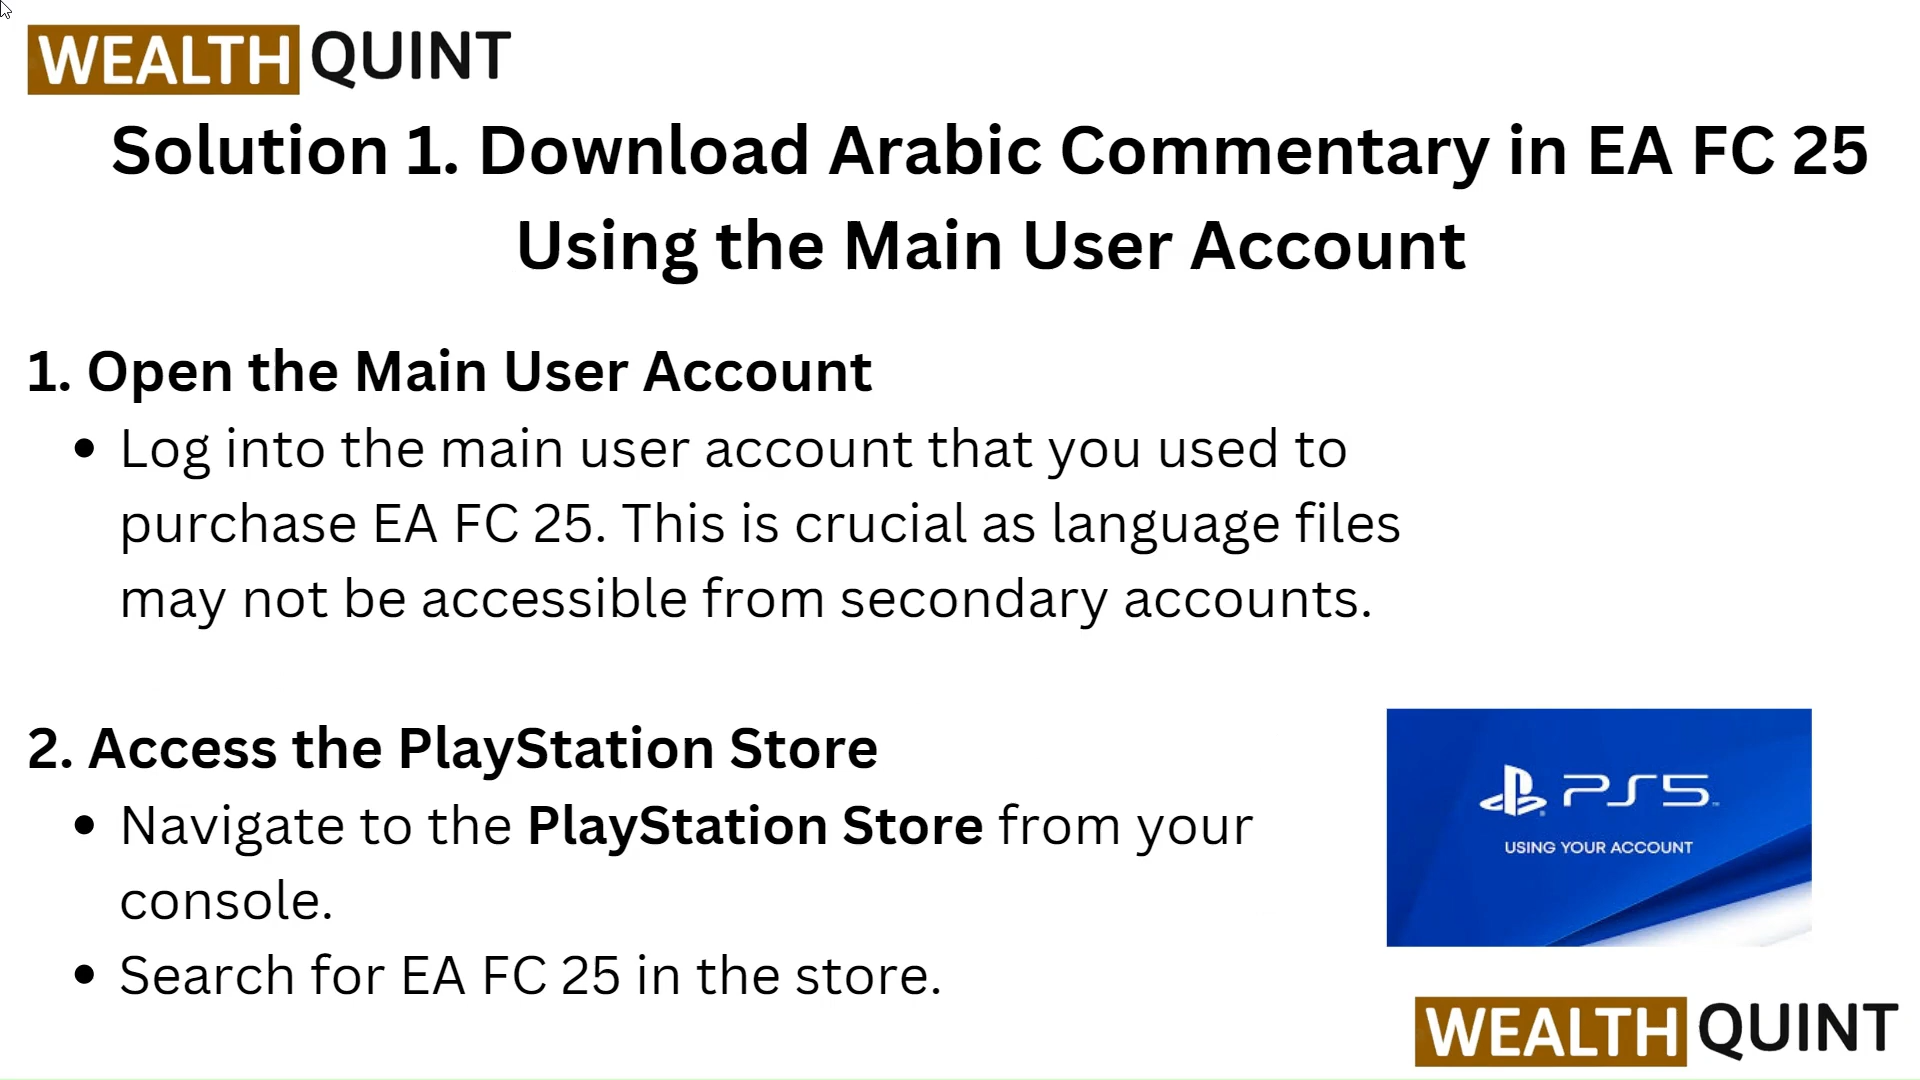 WEALTH QUINT
Solution 1. Download Arabic Commentary in EA FC 25
Using the Main User Account
1. Open the Main User Account
• Log into the main user account that you used to
purchase EA FC 25. This is crucial as language files
may not be accessible from secondary accounts.
2. Access the PlayStation Store
• Navigate to the PlayStation Store from your
console.
• Search for EA FC 25 in the store.
PS5™
USING YOUR ACCOUNT
WEALTH QUINT